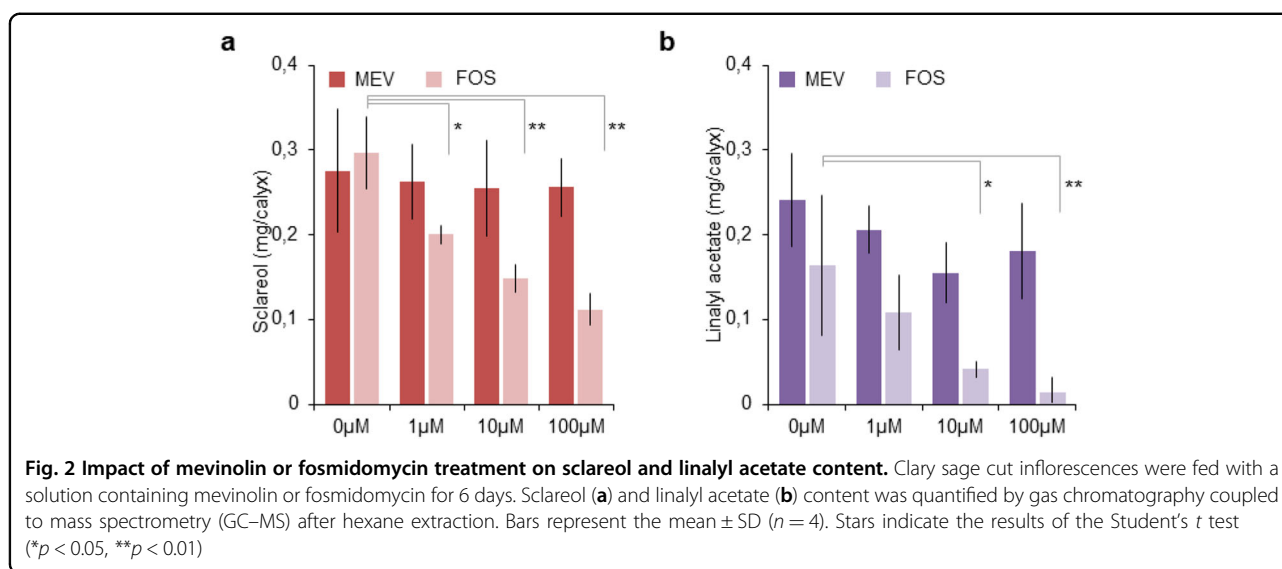 a
b
0,4
MEV
FOS
0,4
MEV
FOS
*
**
**
0,3
0,3
*
**
0,2
0,2
0,1
0,1
0
0
Sclareol (mg/calyx)
Linalyl acetate (mg/calyx)
0µM
1µM
10µM
100µM
0µM
1µM
10µM
100µM
Fig. 2 Impact of mevinolin or fosmidomycin treatment on sclareol and linalyl acetate content. Clary sage cut inflorescences were fed with a
solution containing mevinolin or fosmidomycin for 6 days. Sclareol (a) and linalyl acetate (b) content was quantified by gas chromatography coupled
to mass spectrometry (GC–MS) after hexane extraction. Bars represent the mean ± SD (n = 4). Stars indicate the results of the Student's t test
(*p < 0.05, **p < 0.01)